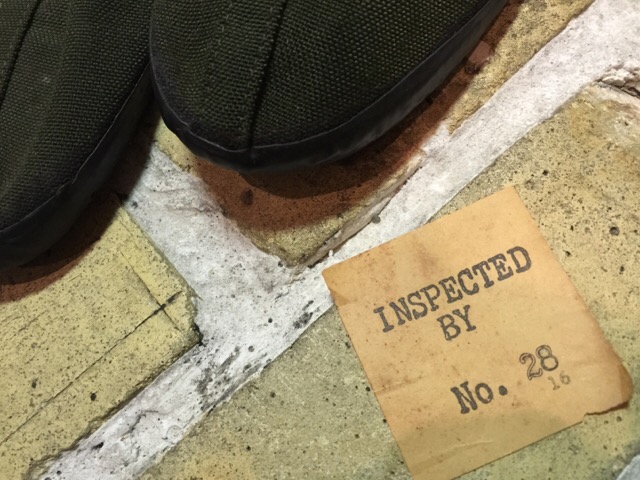 INSPECTED
BY
No. 28
16